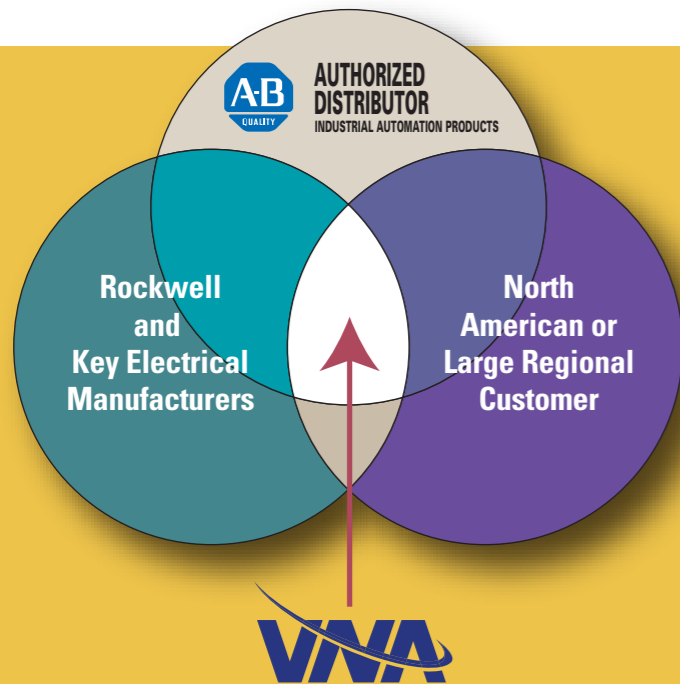 A-B
QUALITY
AUTHORIZED
DISTRIBUTOR
INDUSTRIAL AUTOMATION PRODUCTS
Rockwell
and
Key Electrical
Manufacturers
North
American or
Large Regional
Customer
VNA